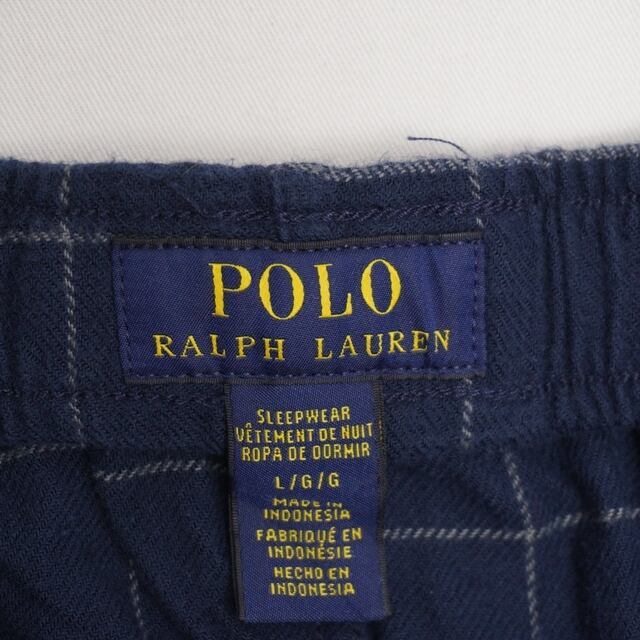 POLO
RALPH LAUREN
SLEEPWEAR
VÊTEMENT DE NUIT
ROPA DE DORMIR
L/G/G
MADE IN
INDONESIA
FABRIQUÉ EN
INDONÉSIE
HECHO EN
INDONESIA